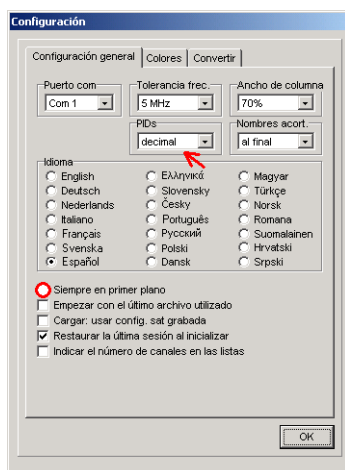 Configuración
Configuración general Colores Convertir
Puerto com Tolerancia frec. Ancho de columna
Com 1 5 MHz 70%
PIDs Nombres acort.
decimal al final
Idioma
English Ελληνικά Magyar
Deutsch Slovensky Türkçe
Nederlands Česky Norsk
Italiano Português Romana
Français Русский Suomalainen
Svenska Polski Hrvatski
Español Dansk Srpski
Siempre en primer plano
Empezar con el último archivo utilizado
Cargar: usar config. sat grabada
Restaurar la última sesión al inicializar
Indicar el número de canales en las listas
OK